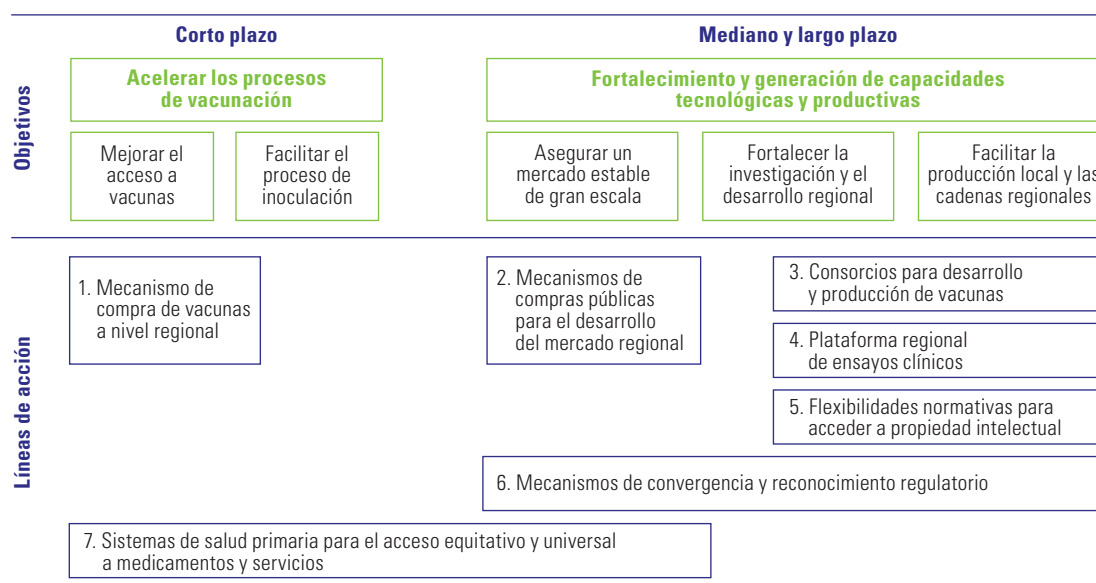 Corto plazo
Mediano y largo plazo
Objetivos
Acelerar los procesos
de vacunación
Fortalecimiento y generación de capacidades
tecnológicas y productivas
Mejorar el
acceso a
vacunas
Facilitar el
proceso de
inoculación
Asegurar un
mercado estable
de gran escala
Fortalecer la
investigación y el
desarrollo regional
Facilitar la
producción local y las
cadenas regionales
Líneas de acción
1. Mecanismo de
compra de vacunas
a nivel regional
2. Mecanismos de
compras públicas
para el desarrollo
del mercado regional
3. Consorcios para desarrollo
y producción de vacunas
4. Plataforma regional
de ensayos clínicos
5. Flexibilidades normativas para
acceder a propiedad intelectual
6. Mecanismos de convergencia y reconocimiento regulatorio
7. Sistemas de salud primaria para el acceso equitativo y universal
a medicamentos y servicios